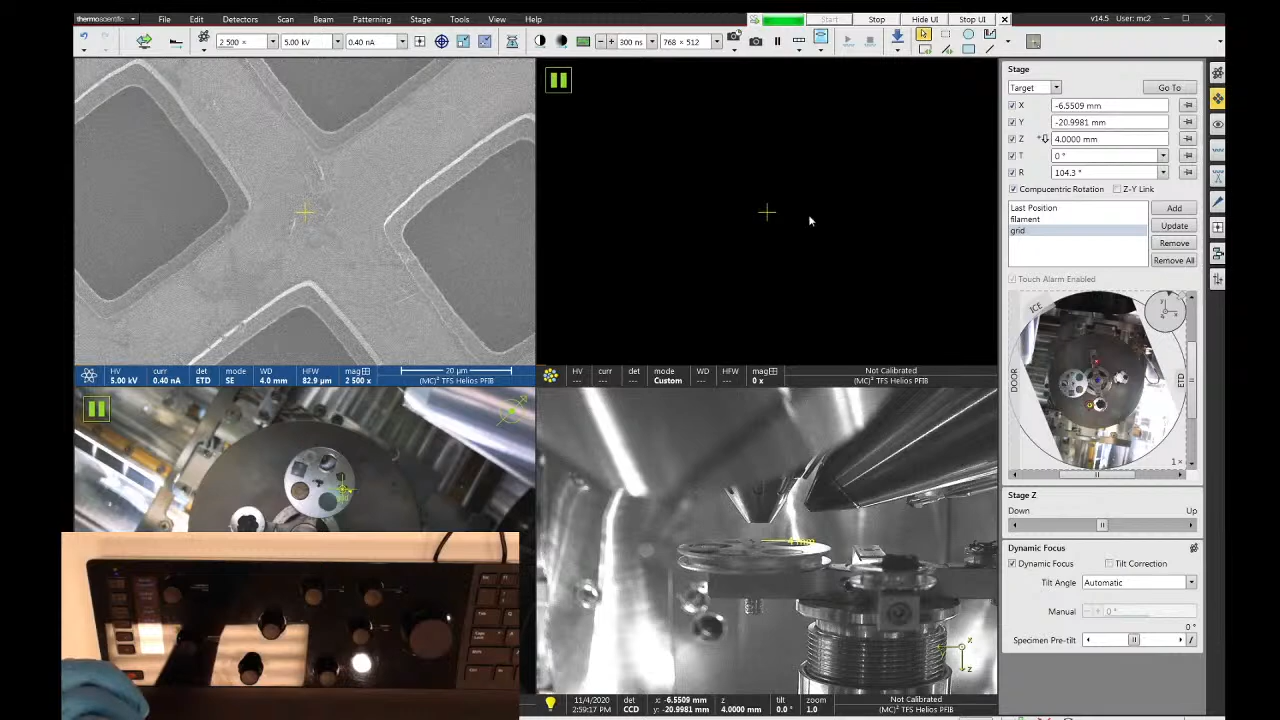 thermoscientific
File Edit Detectors Scan Beam Patterning Stage Tools View Help
Start Stop Hide UI Stop UI
v14.5 User: mc2
2 500 × 5.00 kV 0.40 nA
300 ns 768 × 512
HV 5.00 kV curr 0.40 nA det ETD mode SE WD 4.0 mm HFW 82.9 µm mag 2 500 x
20 µm
(MC)² TFS Helios PFIB
HV --- curr --- det --- mode Custom WD --- HFW --- mag 0 x
Not Calibrated
(MC)² TFS Helios PFIB
4 mm
X
Z
11/4/2020 2:59:17 PM det CCD x: -6.5509 mm y: -20.9981 mm z 4.0000 mm tilt 0.0 ° zoom 1.0
Not Calibrated
(MC)² TFS Helios PFIB
Stage
Target Go To
X -6.5509 mm
Y -20.9981 mm
Z 4.0000 mm
T 0 °
R 104.3 °
Compucentric Rotation Z-Y Link
Last Position Add
filament Update
grid Remove
Remove All
Touch Alarm Enabled
ICE
DOOR
ETD
1×
Stage Z
Down Up
Dynamic Focus
Dynamic Focus Tilt Correction
Tilt Angle Automatic
Manual 0 °
0°
Specimen Pre-tilt